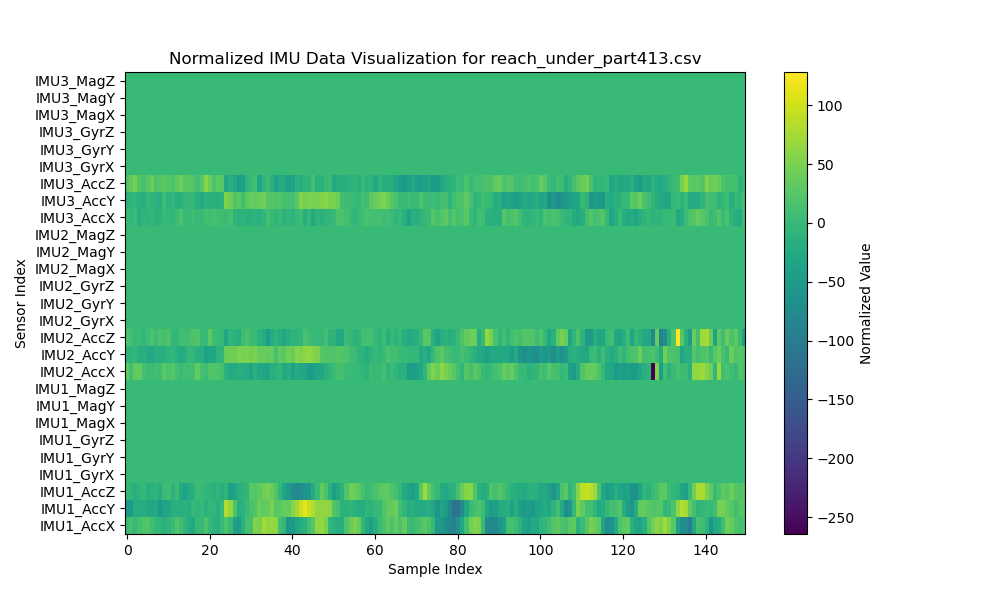 Normalized IMU Data Visualization for reach_under_part413.csv
IMU3_MagZ
IMU3_MagY
IMU3_MagX
IMU3_GyrZ
IMU3_GyrY
IMU3_GyrX
IMU3_AccZ
IMU3_AccY
IMU3_AccX
IMU2_MagZ
IMU2_MagY
IMU2_MagX
IMU2_GyrZ
IMU2_GyrY
IMU2_GyrX
IMU2_AccZ
IMU2_AccY
IMU2_AccX
IMU1_MagZ
IMU1_MagY
IMU1_MagX
IMU1_GyrZ
IMU1_GyrY
IMU1_GyrX
IMU1_AccZ
IMU1_AccY
IMU1_AccX
Sensor Index
0 20 40 60 80 100 120 140
Sample Index
100
50
0
−50
−100
−150
−200
−250
Normalized Value